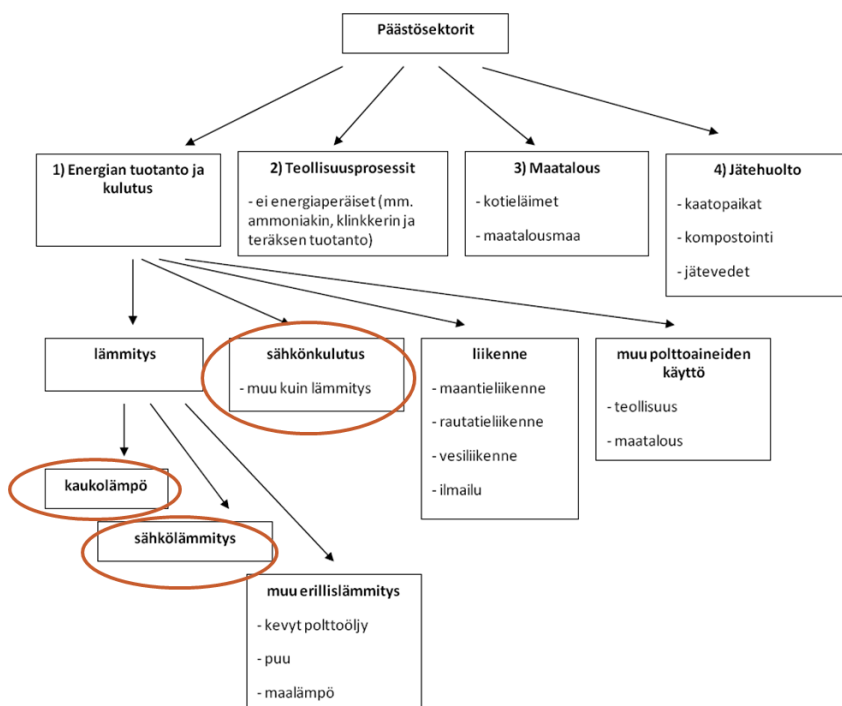 Päästösektorit
1) Energian tuotanto ja
kulutus
2) Teollisuusprosessit
- ei energiaperäiset (mm.
ammoniakin, klinkkerin ja
teräksen tuotanto)
3) Maatalous
- kotieläimet
- maatalousmaa
4) Jätehuolto
- kaatopaikat
- kompostointi
- jätevedet
lämmitys
sähkönkulutus
- muu kuin lämmitys
liikenne
- maantieliikenne
- rautatieliikenne
- vesiliikenne
- ilmailu
muu polttoaineiden
käyttö
- teollisuus
- maatalous
kaukolämpö
sähkölämmitys
muu erillislämmitys
- kevyt polttoöljy
- puu
- maalämpö